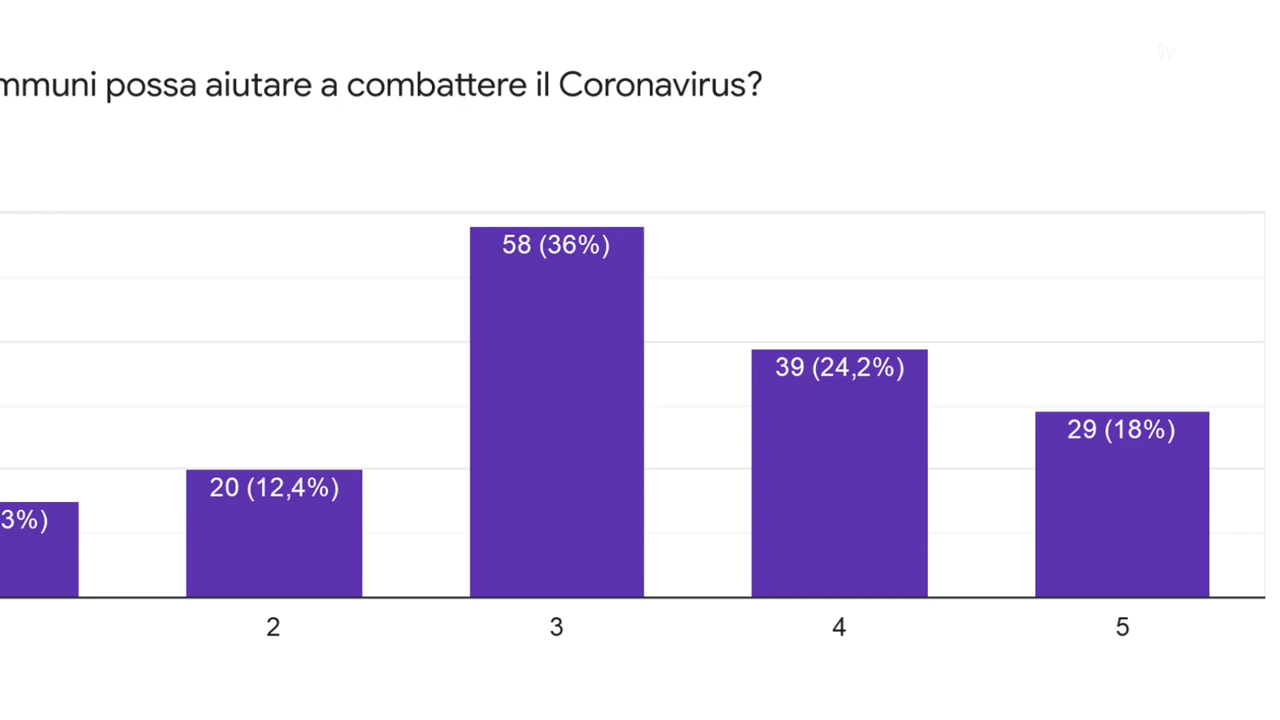 mmuni possa aiutare a combattere il Coronavirus?
58 (36%)
39 (24,2%)
29 (18%)
20 (12,4%)
3%)
2 3 4 5